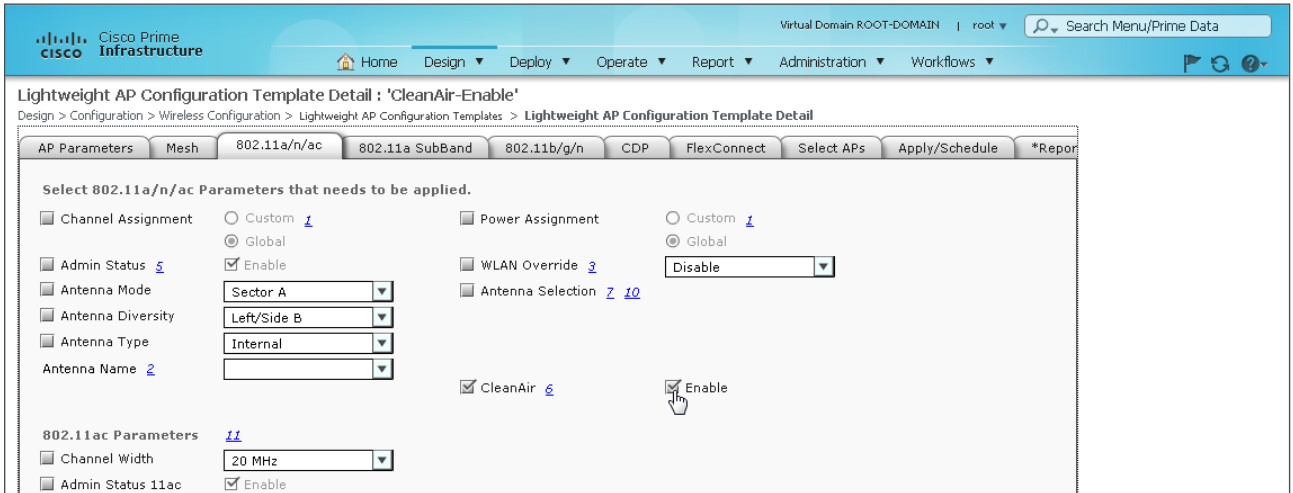 Virtual Domain ROOT-DOMAIN | root Search Menu/Prime Data
cisco Cisco Prime Infrastructure
Home Design Deploy Operate Report Administration Workflows
Lightweight AP Configuration Template Detail : 'CleanAir-Enable'
Design > Configuration > Wireless Configuration > Lightweight AP Configuration Templates > Lightweight AP Configuration Template Detail
AP Parameters Mesh 802.11a/n/ac 802.11a SubBand 802.11b/g/n CDP FlexConnect Select APs Apply/Schedule *Repor
Select 802.11a/n/ac Parameters that needs to be applied.
Channel Assignment Custom 1 Power Assignment Custom 1
Global Global
Admin Status 5 Enable WLAN Override 3 Disable
Antenna Mode Sector A Antenna Selection 7 10
Antenna Diversity Left/Side B
Antenna Type Internal
Antenna Name 2
CleanAir 6 Enable
802.11ac Parameters 11
Channel Width 20 MHz
Admin Status 11ac Enable